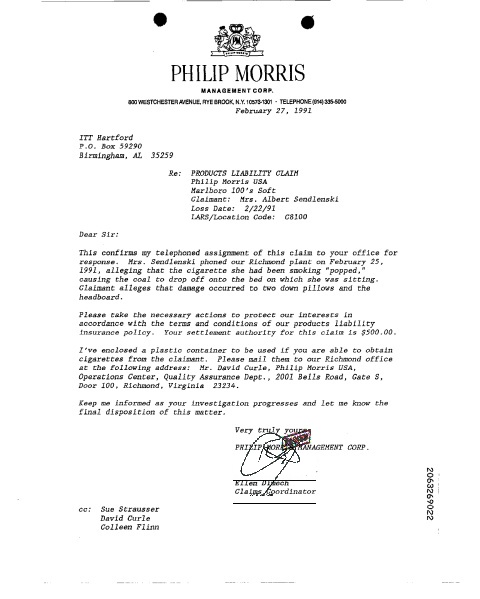 PHILIP MORRIS
MANAGEMENT CORP.
800 WESTCHESTER AVENUE, RYE BROOK, N.Y. 10573-1301 · TELEPHONE (914) 335-5000
February 27, 1991
ITT Hartford
P.O. Box 59290
Birmingham, AL 35259
Re: PRODUCTS LIABILITY CLAIM
Philip Morris USA
Marlboro 100's Soft
Claimant: Mrs. Albert Sendlenski
Loss Date: 2/22/91
LARS/Location Code: C8100
Dear Sir:
This confirms my telephoned assignment of this claim to your office for
response. Mrs. Sendlenski phoned our Richmond plant on February 25,
1991, alleging that the cigarette she had been smoking "popped,"
causing the coal to drop off onto the bed on which she was sitting.
Claimant alleges that damage occurred to two down pillows and the
headboard.
Please take the necessary actions to protect our interests in
accordance with the terms and conditions of our products liability
insurance policy. Your settlement authority for this claim is $500.00.
I've enclosed a plastic container to be used if you are able to obtain
cigarettes from the claimant. Please mail them to our Richmond office
at the following address: Mr. David Curle, Philip Morris USA,
Operations Center, Quality Assurance Dept., 2001 Bells Road, Gate S,
Door 100, Richmond, Virginia 23234.
Keep me informed as your investigation progresses and let me know the
final disposition of this matter.
Very truly yours,
PHILIP MORRIS MANAGEMENT CORP.
Ellen
Claims Coordinator
cc: Sue Strausser
David Curle
Colleen Flinn
2063269022